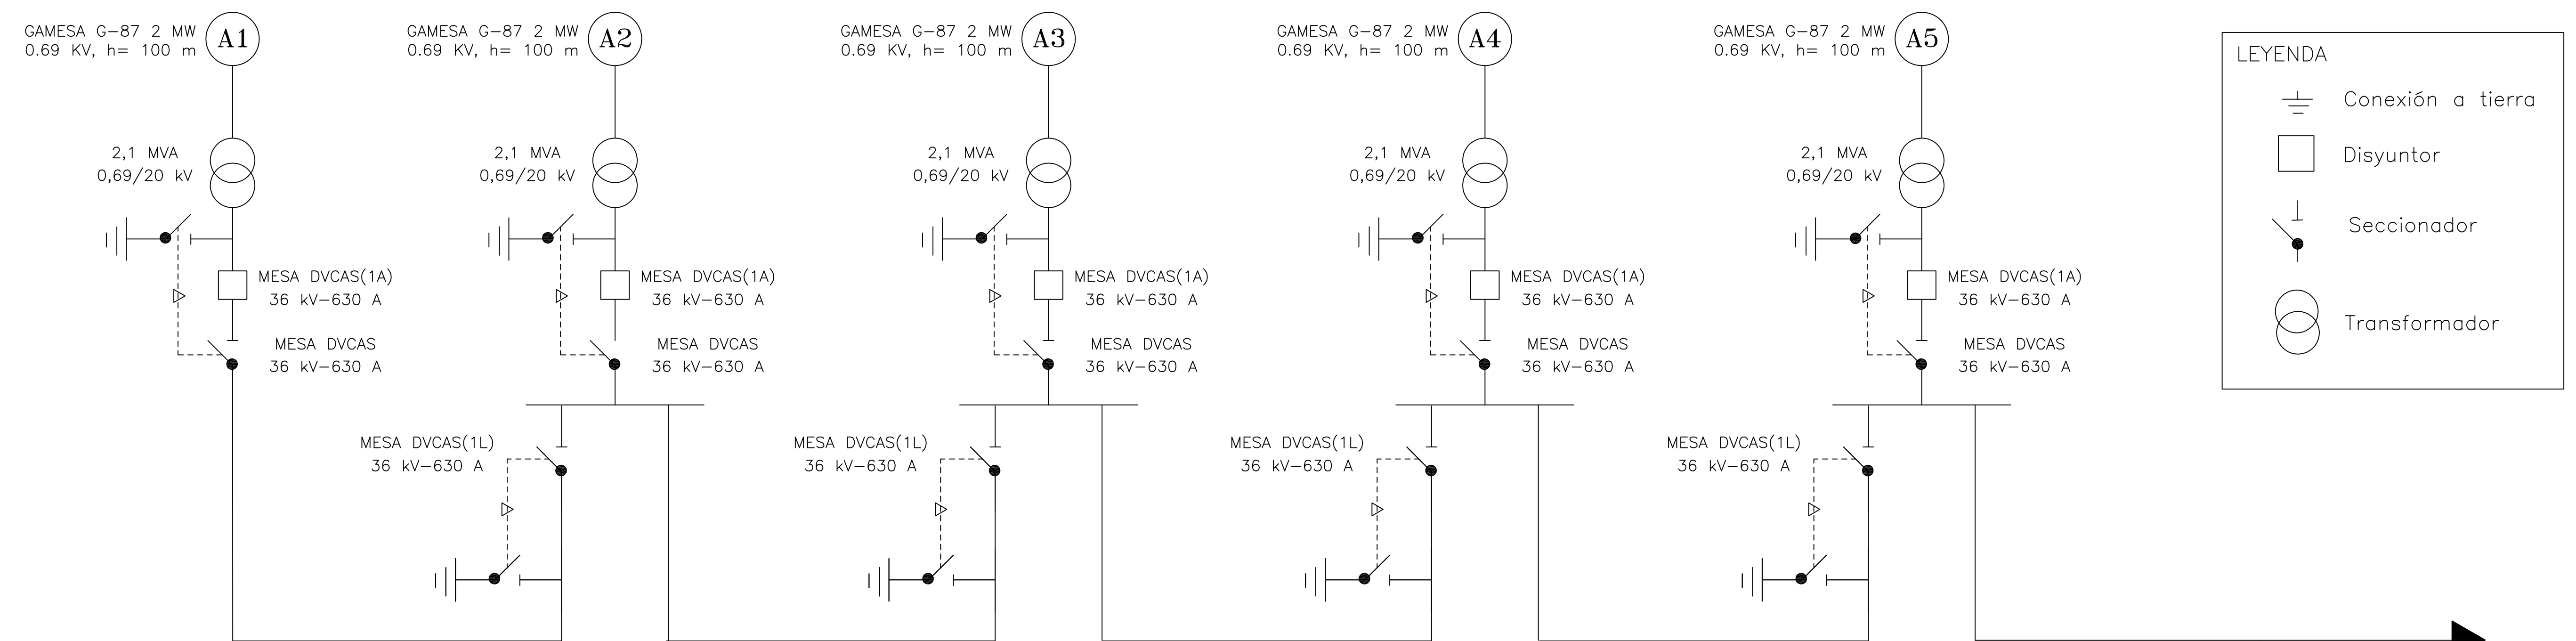 GAMESA G-87 2 MW
0.69 KV, h= 100 m
A1
GAMESA G-87 2 MW
0.69 KV, h= 100 m
A2
GAMESA G-87 2 MW
0.69 KV, h= 100 m
A3
GAMESA G-87 2 MW
0.69 KV, h= 100 m
A4
GAMESA G-87 2 MW
0.69 KV, h= 100 m
A5
2,1 MVA
0,69/20 kV
2,1 MVA
0,69/20 kV
2,1 MVA
0,69/20 kV
2,1 MVA
0,69/20 kV
2,1 MVA
0,69/20 kV
MESA DVCAS(1A)
36 kV-630 A
MESA DVCAS(1A)
36 kV-630 A
MESA DVCAS(1A)
36 kV-630 A
MESA DVCAS(1A)
36 kV-630 A
MESA DVCAS(1A)
36 kV-630 A
MESA DVCAS
36 kV-630 A
MESA DVCAS
36 kV-630 A
MESA DVCAS
36 kV-630 A
MESA DVCAS
36 kV-630 A
MESA DVCAS
36 kV-630 A
MESA DVCAS(1L)
36 kV-630 A
MESA DVCAS(1L)
36 kV-630 A
MESA DVCAS(1L)
36 kV-630 A
MESA DVCAS(1L)
36 kV-630 A
LEYENDA
Conexión a tierra
Disyuntor
Seccionador
Transformador